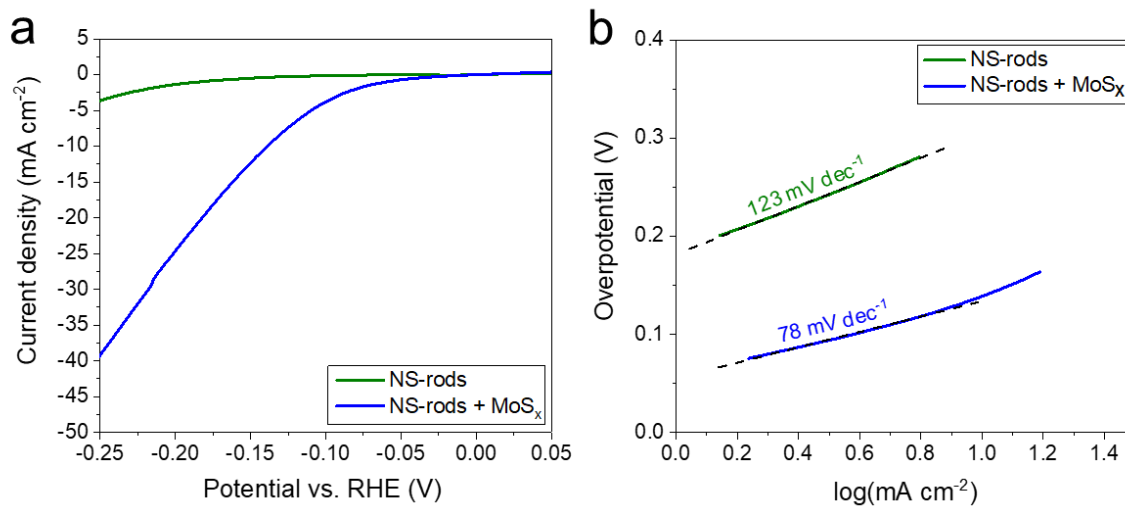 a
5
0
-5
-10
-15
-20
-25
-30
-35
-40
-45
-50
Current density (mA cm⁻²)
NS-rods
NS-rods + MoSₓ
-0.25 -0.20 -0.15 -0.10 -0.05 0.00 0.05
Potential vs. RHE (V)
b
0.4
0.3
0.2
0.1
0.0
Overpotential (V)
NS-rods
NS-rods + MoSₓ
123 mV dec⁻¹
78 mV dec⁻¹
0.0 0.2 0.4 0.6 0.8 1.0 1.2 1.4
log(mA cm⁻²)